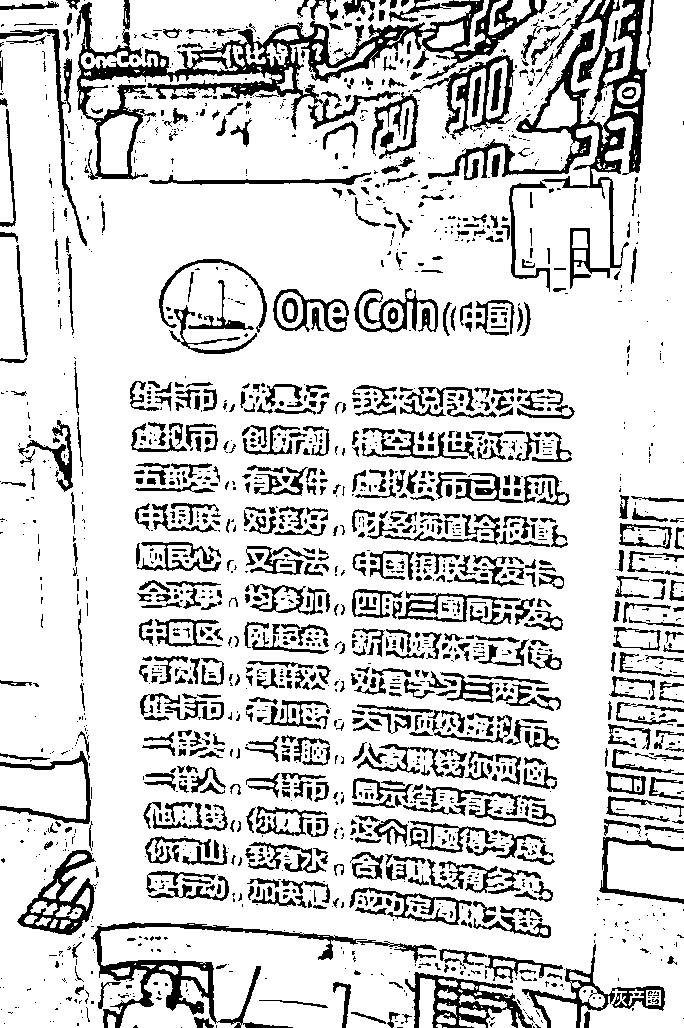 OneCoin，下一代比特币？
250
500
25
One Coin（中国）
维卡币，就是好，我来说段数来宝。
虚拟币，创新潮，横空出世称霸道。
五部委，有文件，虚拟货币已出现。
中银联，对接好，财经频道给报道。
顺民心，又合法，中国银联给发卡。
全球事，均参加，四时三国同开发。
中国区，刚起盘，新闻媒体有宣传。
有微信，有群欢，劝君学习三两天。
维卡币，有加密，天下顶级虚拟币。
一样头，一样脑，人家赚钱你烦恼。
一样人，一样币，显示结果有差距。
他赚钱，你赚币，这个问题得考虑。
你有山，我有水，合作赚钱有多美。
要行动，加快鞭，成功定局赚大钱。
灰产圈